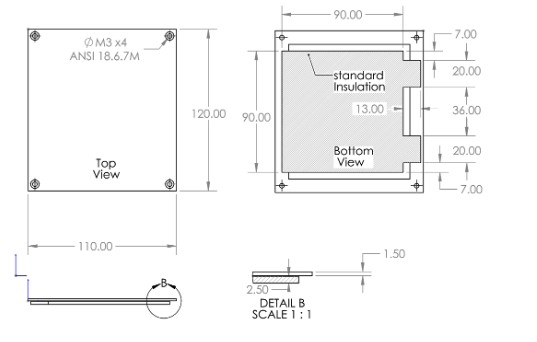 ∅ M3 x4
ANSI 18.6.7M
120.00
Top
View
110.00
90.00
7.00
20.00
standard
Insulation
13.00
36.00
90.00
Bottom
View
20.00
7.00
B
1.50
2.50
DETAIL B
SCALE 1 : 1